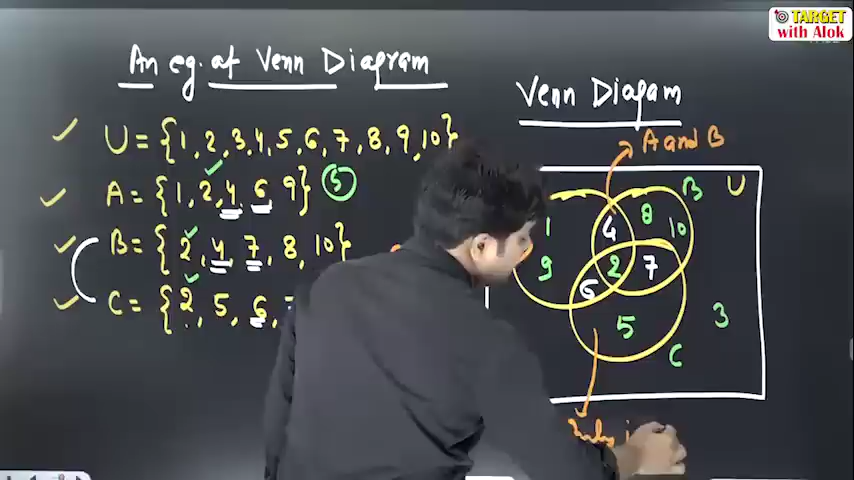 TARGET
with Alok
An eg. of Venn Diagram
U = {1, 2, 3, 4, 5, 6, 7, 8, 9, 10}
A = {1, 2, 4, 6, 9} 5
B = {2, 4, 7, 8, 10}
C = {2, 5, 6,
Venn Diagam
A and B
B U
1 4 8 10
9 2 7
6
5 3
C